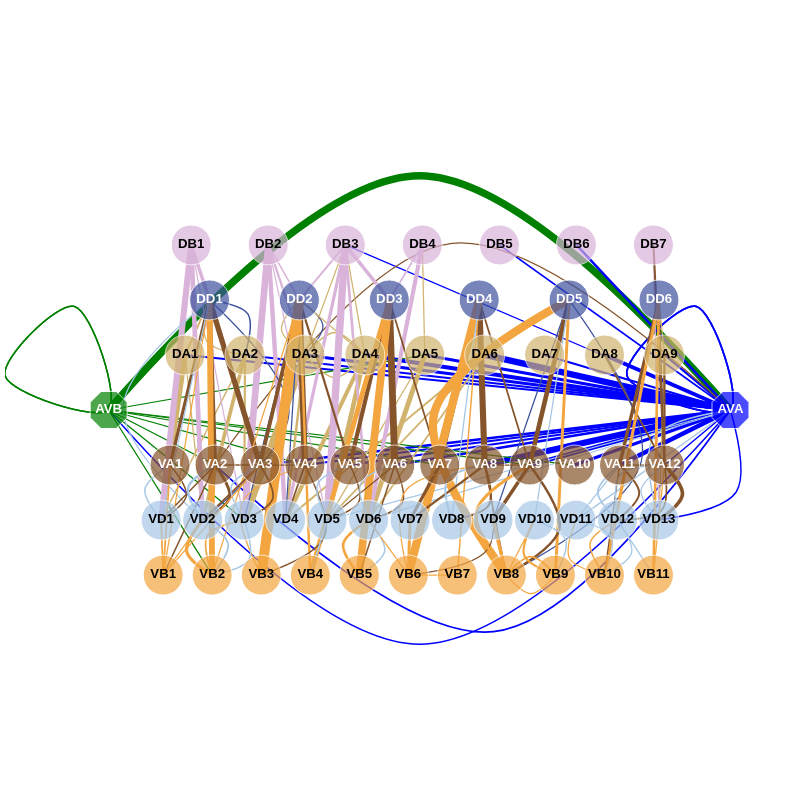 DB1 DB2 DB3 DB4 DB5 DB6 DB7
DD1 DD2 DD3 DD4 DD5 DD6
DA1 DA2 DA3 DA4 DA5 DA6 DA7 DA8 DA9
AVB AVA
VA1 VA2 VA3 VA4 VA5 VA6 VA7 VA8 VA9 VA10 VA11 VA12
VD1 VD2 VD3 VD4 VD5 VD6 VD7 VD8 VD9 VD10 VD11 VD12 VD13
VB1 VB2 VB3 VB4 VB5 VB6 VB7 VB8 VB9 VB10 VB11